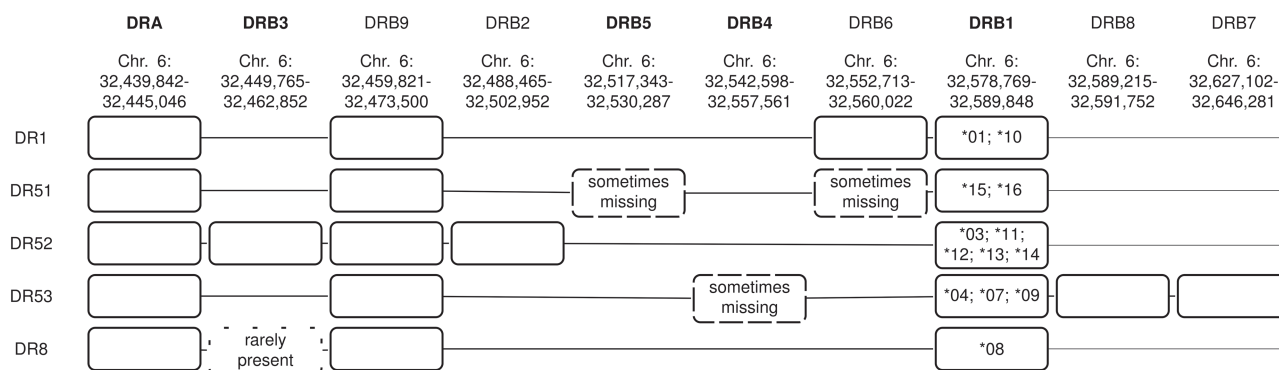 DRA DRB3 DRB9 DRB2 DRB5 DRB4 DRB6 DRB1 DRB8 DRB7
Chr. 6: Chr. 6: Chr. 6: Chr. 6: Chr. 6: Chr. 6: Chr. 6: Chr. 6: Chr. 6: Chr. 6:
32,439,842- 32,449,765- 32,459,821- 32,488,465- 32,517,343- 32,542,598- 32,552,713- 32,578,769- 32,589,215- 32,627,102-
32,445,046 32,462,852 32,473,500 32,502,952 32,530,287 32,557,561 32,560,022 32,589,848 32,591,752 32,646,281
DR1 *01; *10
DR51 sometimes missing sometimes missing *15; *16
DR52 *03; *11;
*12; *13; *14
DR53 sometimes missing *04; *07; *09
DR8 rarely present *08